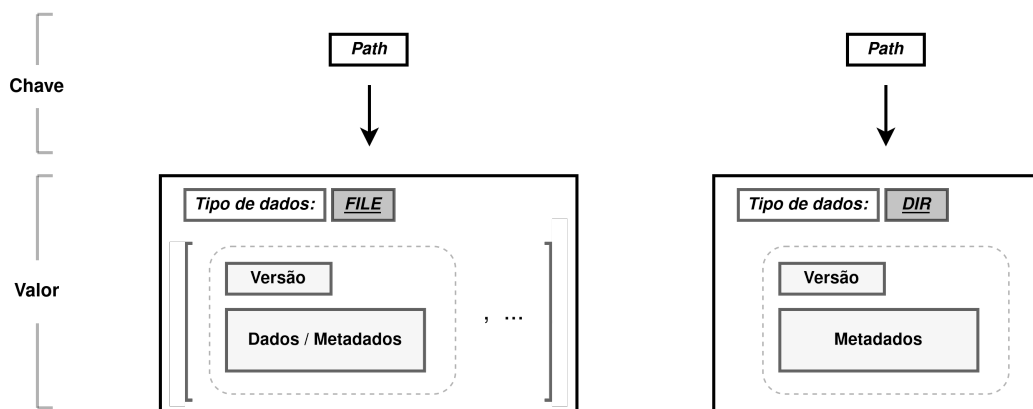 Path
Path
Chave
Tipo de dados: FILE
Tipo de dados: DIR
Valor
Versão
Dados / Metadados
, ...
Versão
Metadados